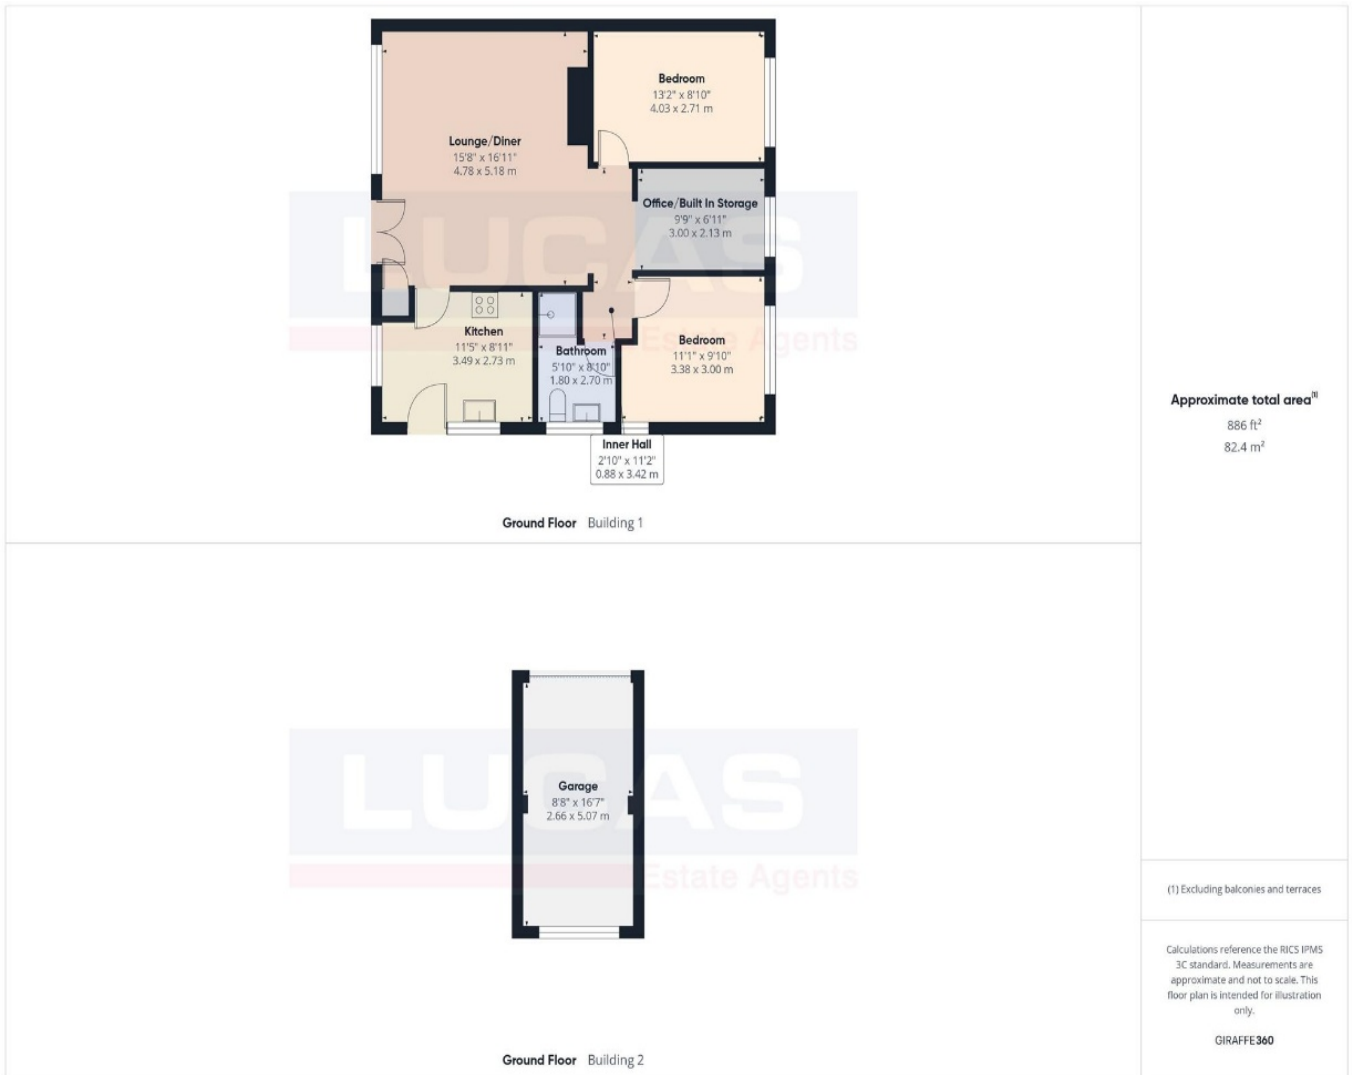 Bedroom
13'2" x 8'10"
4.03 x 2.71 m
Lounge/Diner
15'8" x 16'11"
4.78 x 5.18 m
Office/Built In Storage
9'9" x 6'11"
3.00 x 2.13 m
LUCAS
Estate Agents
Kitchen
11'5" x 8'11"
3.49 x 2.73 m
Bathroom
5'10" x 8'10"
1.80 x 2.70 m
Bedroom
11'1" x 9'10"
3.38 x 3.00 m
Inner Hall
2'10" x 11'2"
0.88 x 3.42 m
Ground Floor Building 1
Garage
8'8" x 16'7"
2.66 x 5.07 m
LUCAS
Estate Agents
Ground Floor Building 2
Approximate total area(1)
886 ft²
82.4 m²
(1) Excluding balconies and terraces
Calculations reference the RICS IPMS
3C standard. Measurements are
approximate and not to scale. This
floor plan is intended for illustration
only.
GIRAFFE360